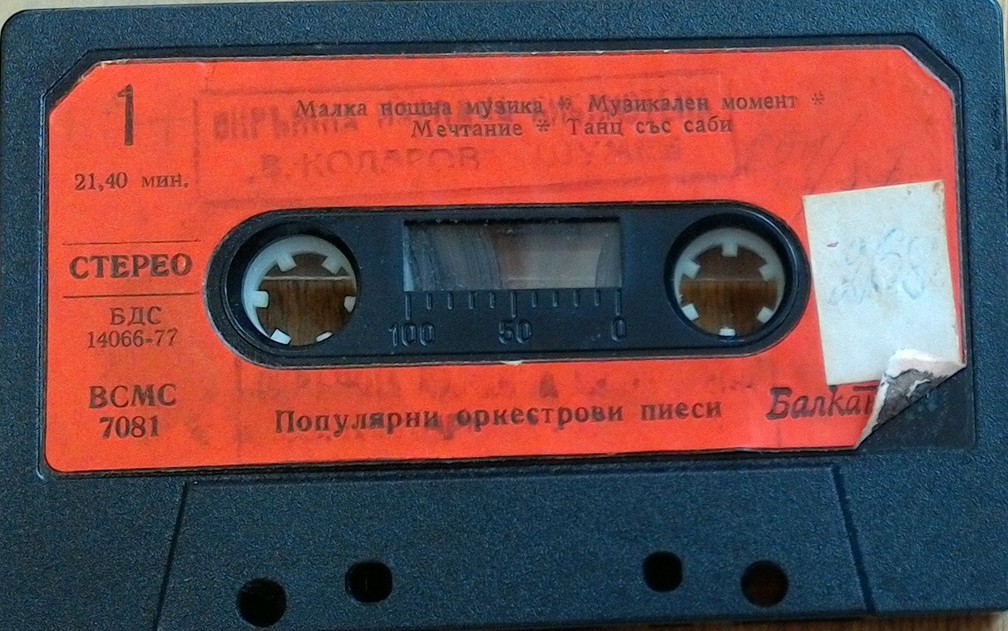 1
Малка нощна музика * Музикален момент *
Мечтание * Танц със саби
В. КОЛАРОВ
21,40 мин.
СТЕРЕО
БДС
14066-77
100 50 0
ВСМС
7081
Популярни оркестрови пиеси